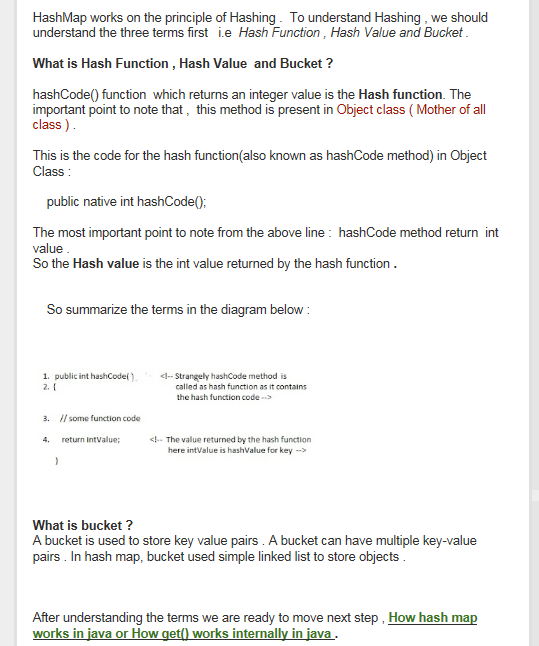 HashMap works on the principle of Hashing . To understand Hashing , we should
understand the three terms first i.e Hash Function , Hash Value and Bucket .
What is Hash Function , Hash Value and Bucket ?
hashCode() function which returns an integer value is the Hash function. The
important point to note that , this method is present in Object class ( Mother of all
class ) .
This is the code for the hash function(also known as hashCode method) in Object
Class :
public native int hashCode();
The most important point to note from the above line : hashCode method return int
value .
So the Hash value is the int value returned by the hash function .
So summarize the terms in the diagram below :
1. public int hashCode() <!-- Strangely hashCode method is
2. { called as hash function as it contains
the hash function code -->
3. // some function code
4. return intValue; <!-- The value returned by the hash function
here intValue is hashValue for key -->
}
What is bucket ?
A bucket is used to store key value pairs . A bucket can have multiple key-value
pairs . In hash map, bucket used simple linked list to store objects .
After understanding the terms we are ready to move next step , How hash map
works in java or How get() works internally in java .